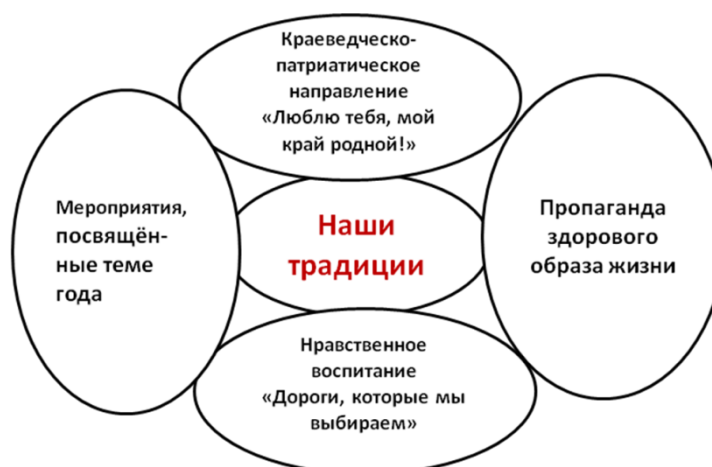 Краеведческо-
патриатическое
направление
«Люблю тебя, мой
край родной!»
Мероприятия,
посвящён-
ные теме
года
Наши
традиции
Пропаганда
здорового
образа жизни
Нравственное
воспитание
«Дороги, которые мы
выбираем»